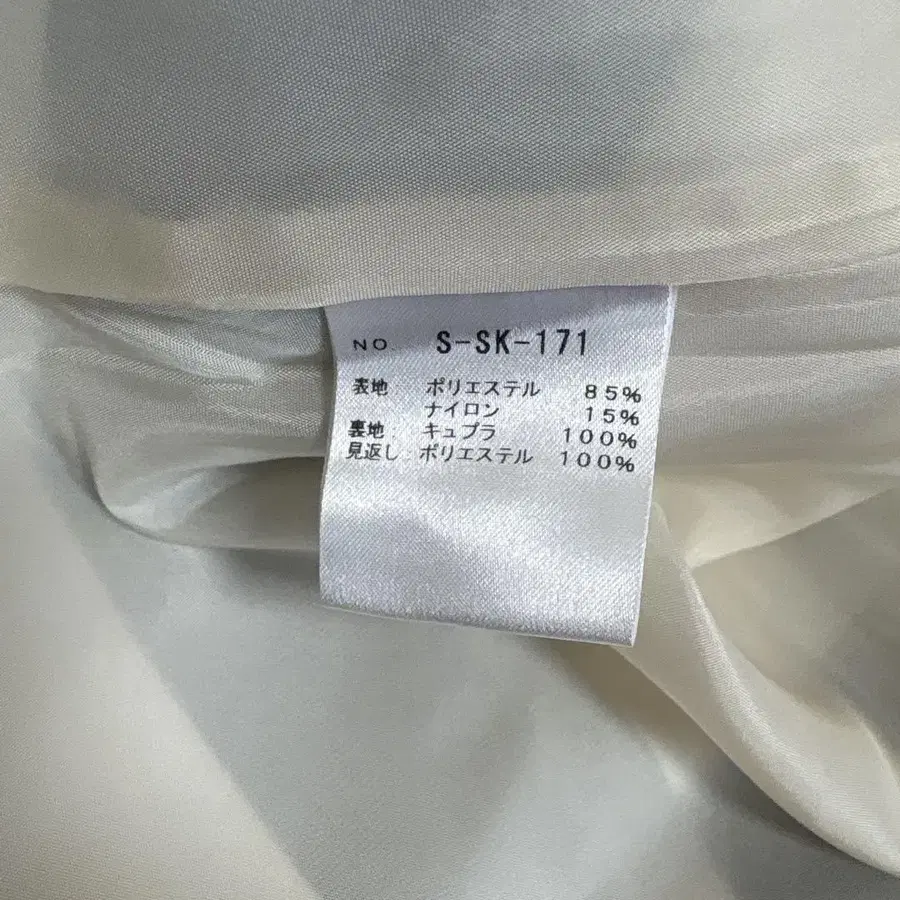 NO. S-SK-171
表地 ポリエステル 85%
ナイロン 15%
裏地. キュプラ 100%
見返し ポリエステル 100%